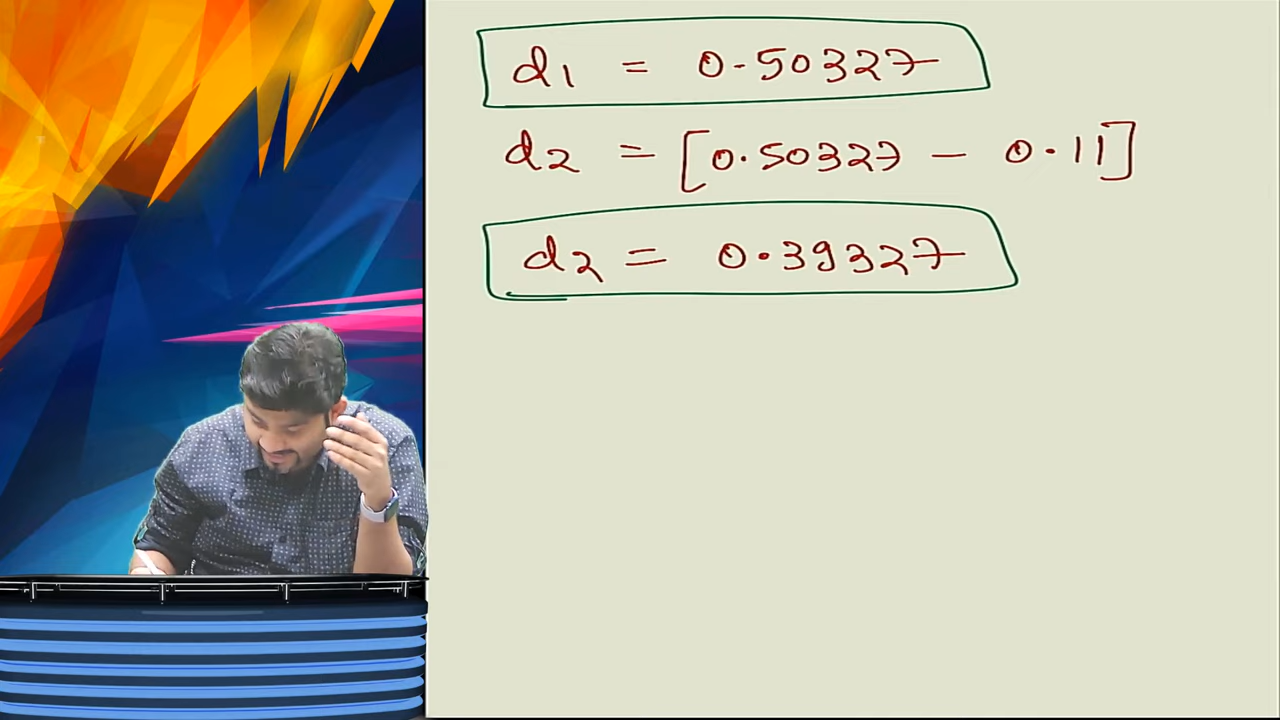 d1 = 0.50327
d2 = [0.50327 - 0.11]
d2 = 0.39327